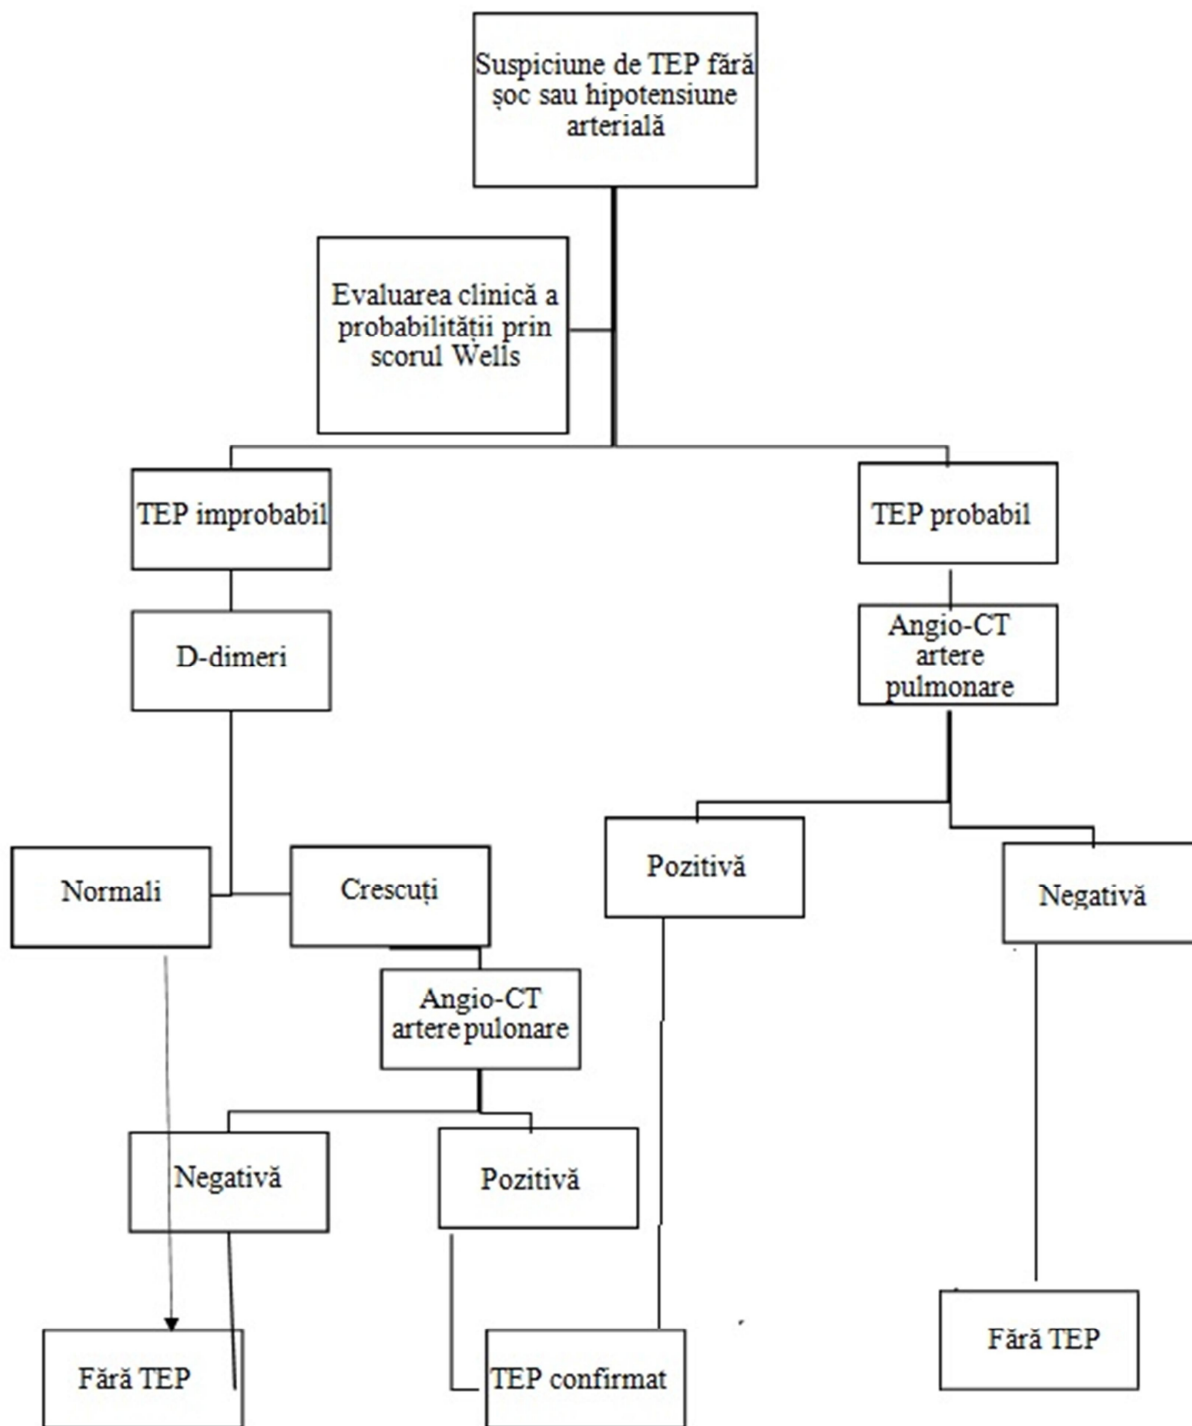 Suspiciune de TEP fără
șoc sau hipotensiune
arterială
Evaluarea clinică a
probabilității prin
scorul Wells
TEP improbabil
TEP probabil
D-dimeri
Angio-CT
artere
pulmonare
Normali
Crescuți
Pozitivă
Negativă
Angio-CT
artere pulonare
Negativă
Pozitivă
Fără TEP
TEP confirmat
Fără TEP